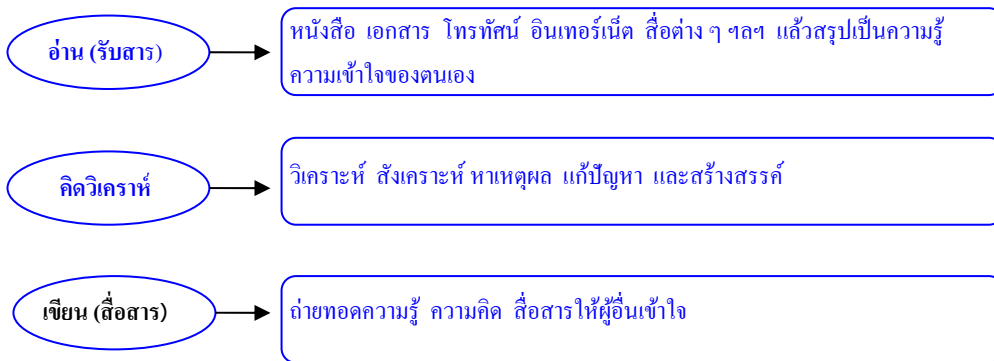 อ่าน (รับสาร)
หนังสือ เอกสาร โทรทัศน์ อินเทอร์เน็ต สื่อต่าง ๆ ฯลฯ แล้วสรุปเป็นความรู้
ความเข้าใจของตนเอง
คิดวิเคราห์
วิเคราะห์ สังเคราะห์ หาเหตุผล แก้ปัญหา และสร้างสรรค์
เขียน (สื่อสาร)
ถ่ายทอดความรู้ ความคิด สื่อสารให้ผู้อื่นเข้าใจ